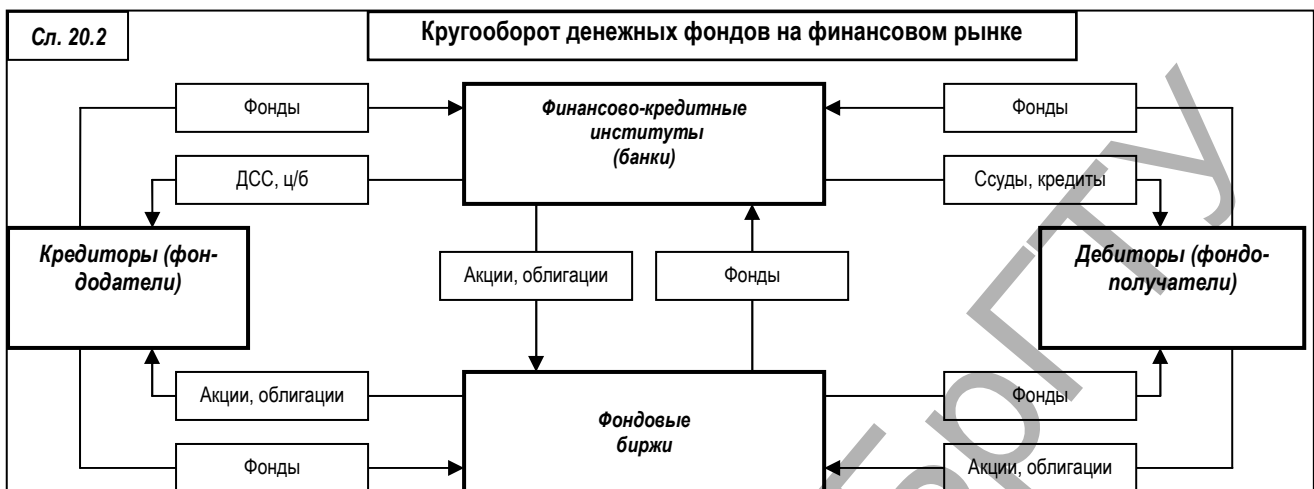 Сл. 20.2
Кругооборот денежных фондов на финансовом рынке
Фонды
Финансово-кредитные
институты
(банки)
Фонды
ДСС, ц/б
Ссуды, кредиты
Кредиторы (фон-
додатели)
Акции, облигации
Фонды
Дебиторы (фондо-
получатели)
Акции, облигации
Фондовые
биржи
Фонды
Фонды
Акции, облигации
БрГТУ